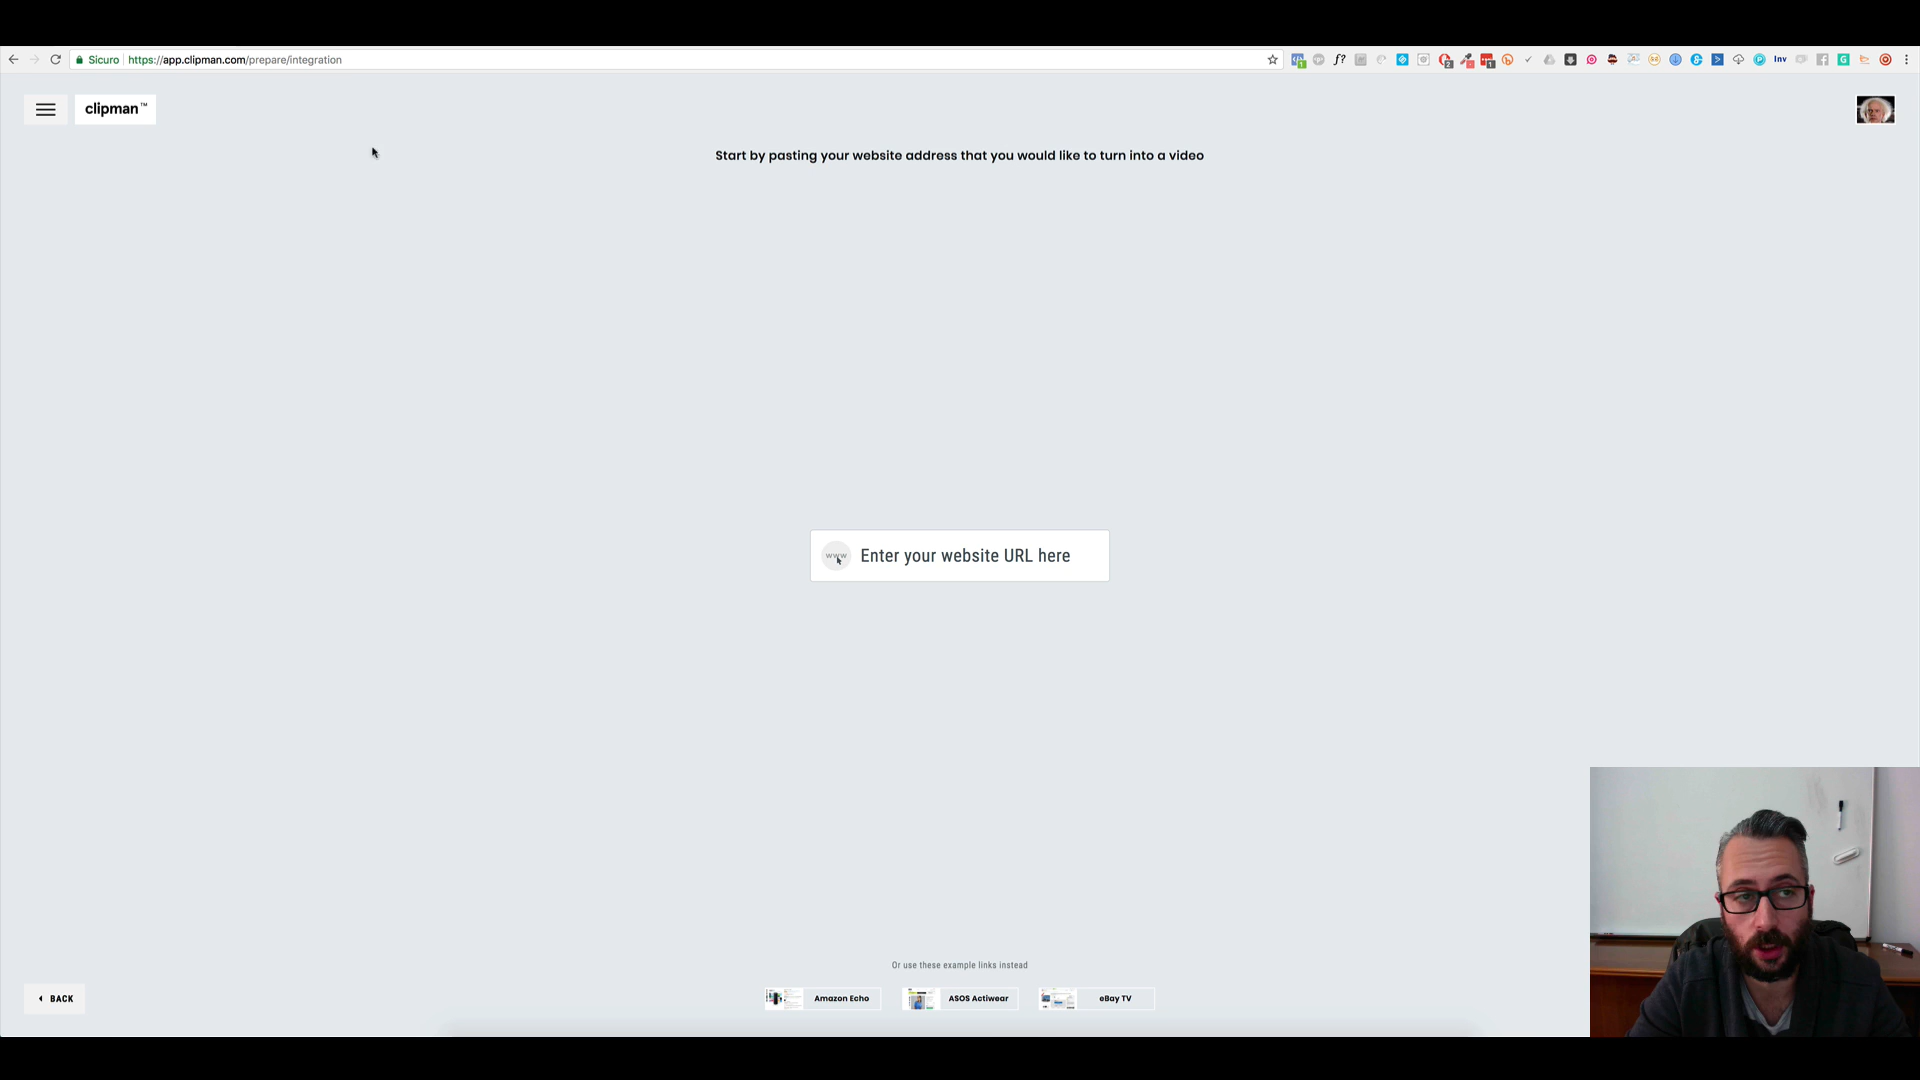 Sicuro https://app.clipman.com/prepare/integration
f?
Inv
clipman™
Start by pasting your website address that you would like to turn into a video
www
Enter your website URL here
Or use these example links instead
BACK
Amazon Echo
ASOS Actiwear
eBay TV